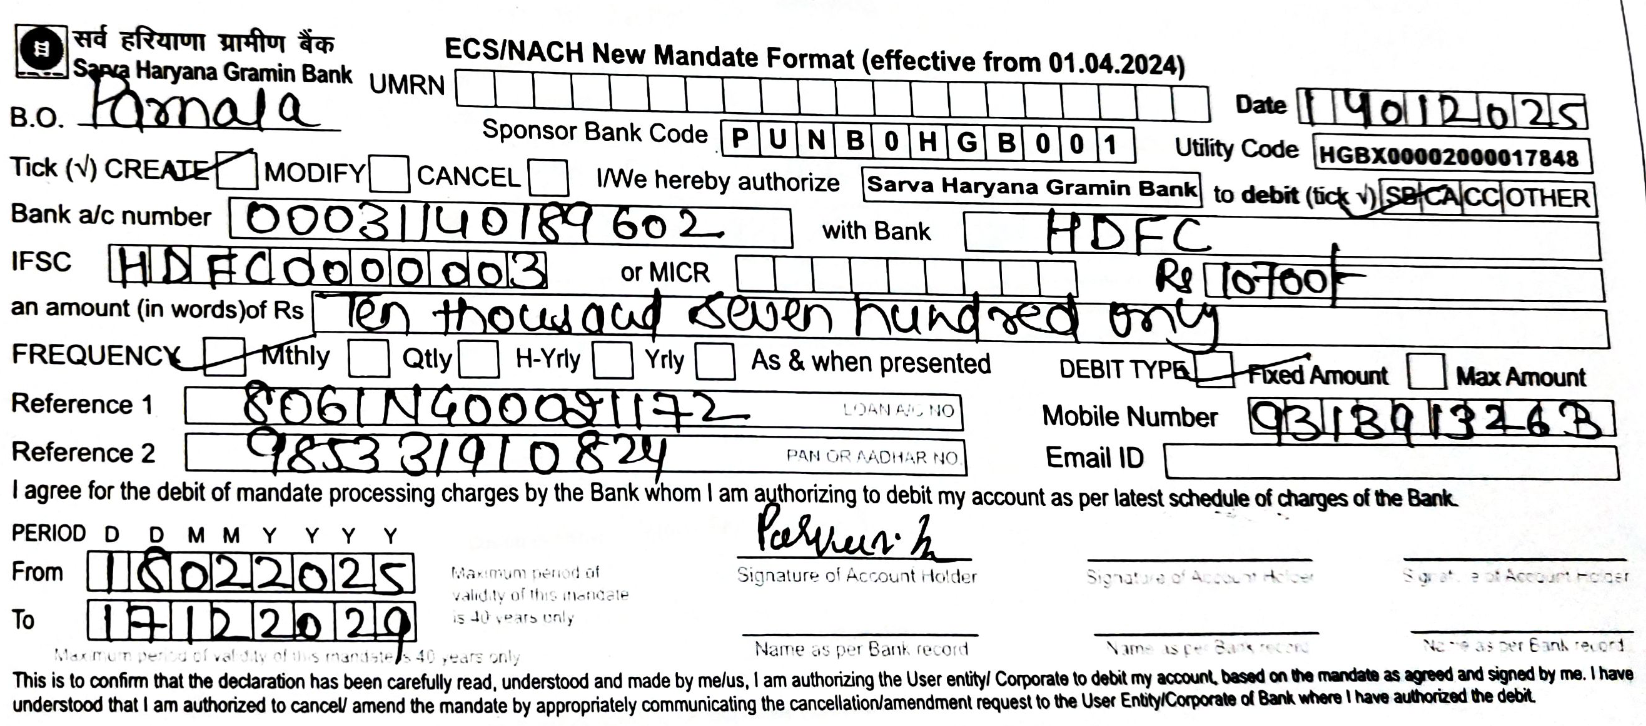 सर्व हरियाणा ग्रामीण बैंक
Sarva Haryana Gramin Bank
ECS/NACH New Mandate Format (effective from 01.04.2024)
UMRN
Date 14012025
B.O. Parnala
Sponsor Bank Code PUNB0HGB001 Utility Code HGBX00002000017848
Tick (√) CREATE MODIFY CANCEL I/We hereby authorize Sarva Haryana Gramin Bank to debit (tick √) SB CA CC OTHER
Bank a/c number 00031140189602 with Bank HDFC
IFSC HDFC0000003 or MICR Rs 10700/-
an amount (in words)of Rs Ten thousand seven hundred only
FREQUENCY Mthly Qtly H-Yrly Yrly As & when presented DEBIT TYPE Fixed Amount Max Amount
Reference 1 LOAN A/C NO Mobile Number
Reference 2 985331910824 PAN OR AADHAR NO. Email ID
I agree for the debit of mandate processing charges by the Bank whom I am authorizing to debit my account as per latest schedule of charges of the Bank.
PERIOD D D M M Y Y Y Y
From 18022025
To 17122029
Maximum period of
validity of this mandate
is 40 years only
Signature of Account Holder Signature of Account Holder Signature of Account Holder
Name as per Bank record Name as per Bank record Name as per Bank record
Maximum period of validity of this mandate is 40 years only
This is to confirm that the declaration has been carefully read, understood and made by me/us, I am authorizing the User entity/ Corporate to debit my account, based on the mandate as agreed and signed by me. I have
understood that I am authorized to cancel/ amend the mandate by appropriately communicating the cancellation/amendment request to the User Entity/Corporate of Bank where I have authorized the debit.